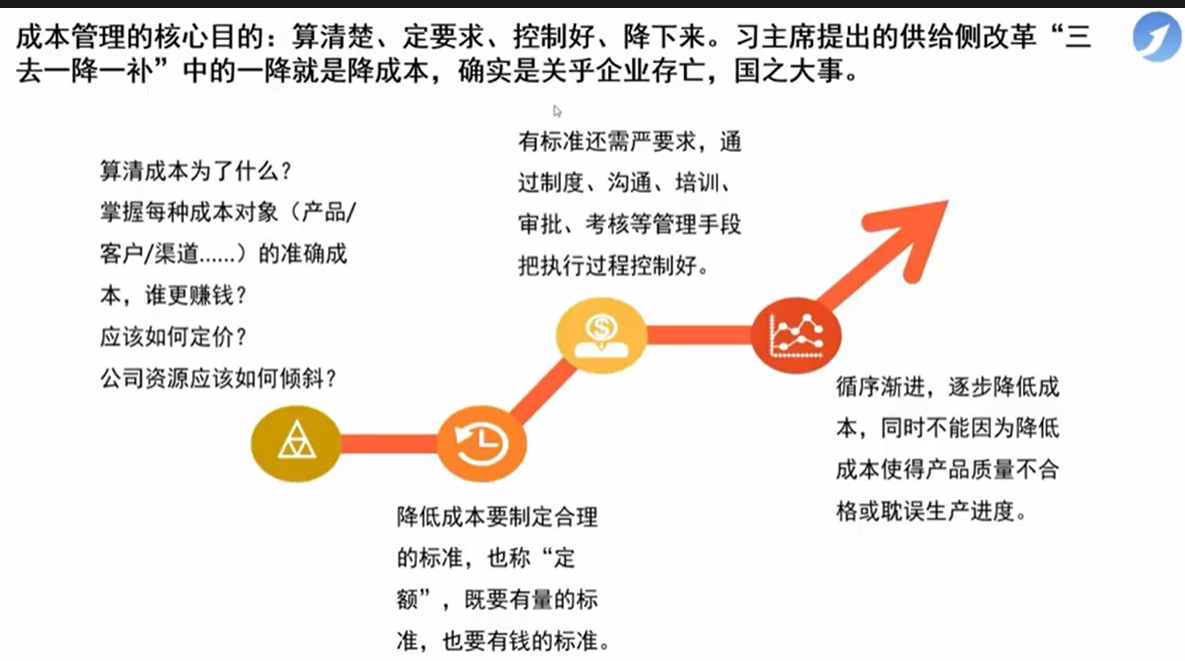 成本管理的核心目的：算清楚、定要求、控制好、降下来。习主席提出的供给侧改革“三
去一降一补”中的一降就是降成本，确实是关乎企业存亡，国之大事。
算清成本为了什么？
掌握每种成本对象（产品/
客户/渠道......）的准确成
本，谁更赚钱？
应该如何定价？
公司资源应该如何倾斜？
降低成本要制定合理
的标准，也称“定
额”，既要有量的标
准，也要有钱的标准。
有标准还需严要求，通
过制度、沟通、培训、
审批、考核等管理手段
把执行过程控制好。
$
循序渐进，逐步降低成
本，同时不能因为降低
成本使得产品质量不合
格或耽误生产进度。